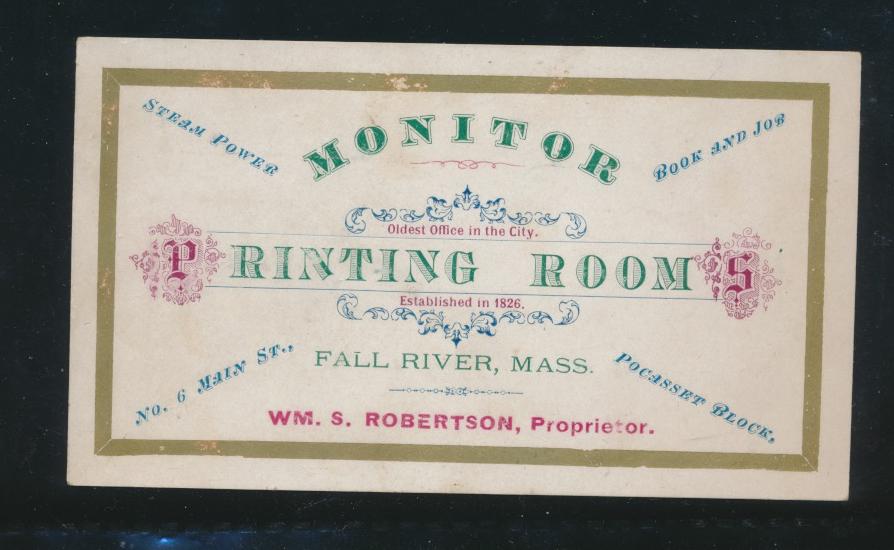 STEAM POWER
MONITOR
BOOK AND JOB
Oldest Office in the City.
PRINTING ROOMS
Established in 1826.
FALL RIVER, MASS.
No. 6 MAIN ST.,
POCASSET BLOCK,
WM. S. ROBERTSON, Proprietor.